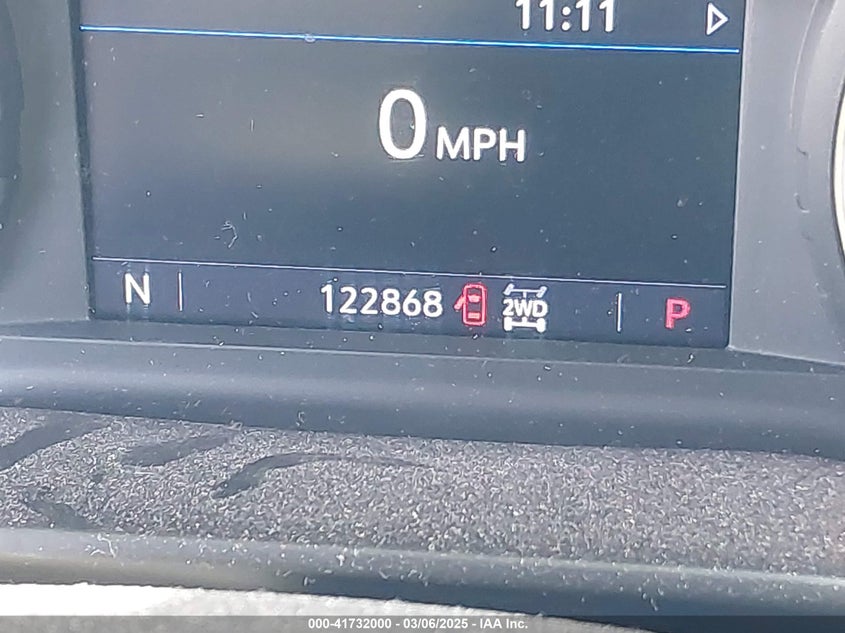 11:11
0 MPH
N 122868 2WD P
000-41732000 - 03/06/2025 - IAA Inc.